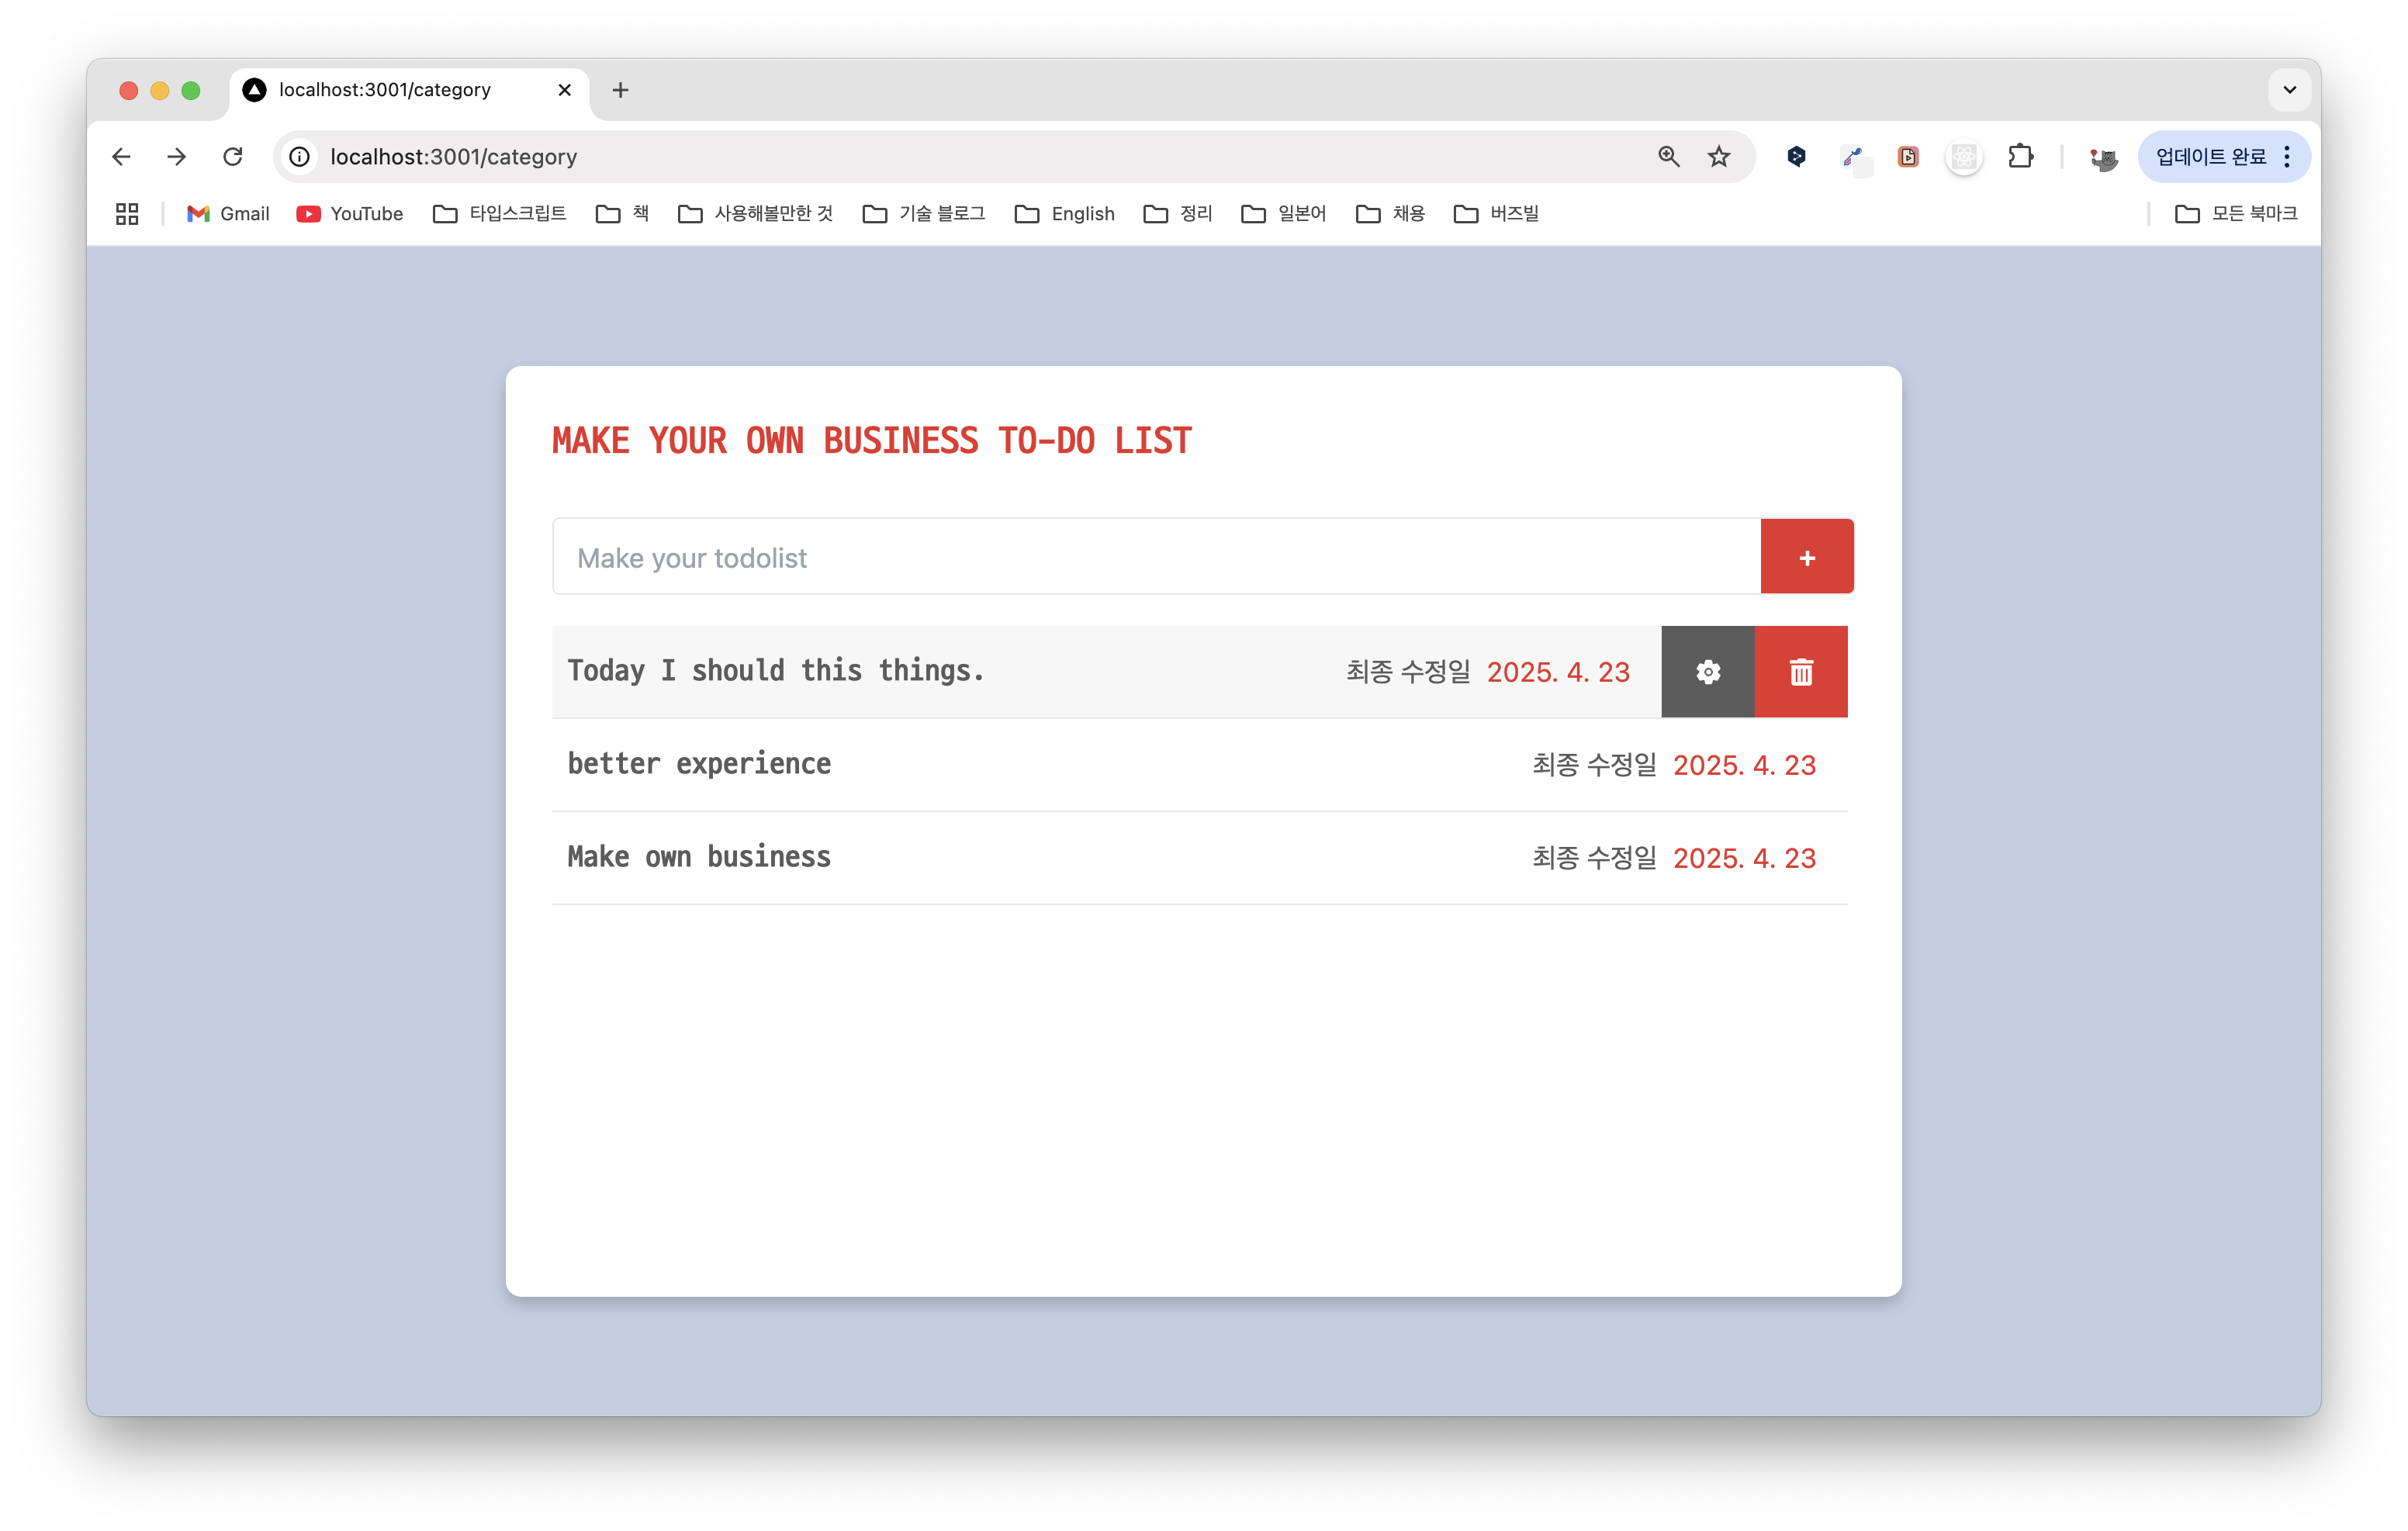 localhost:3001/category
localhost:3001/category
업데이트 완료
Gmail YouTube 타입스크립트 책 사용해볼만한 것 기술 블로그 English 정리 일본어 채용 버즈빌 모든 북마크
MAKE YOUR OWN BUSINESS TO-DO LIST
Make your todolist +
Today I should this things. 최종 수정일 2025. 4. 23
better experience 최종 수정일 2025. 4. 23
Make own business 최종 수정일 2025. 4. 23